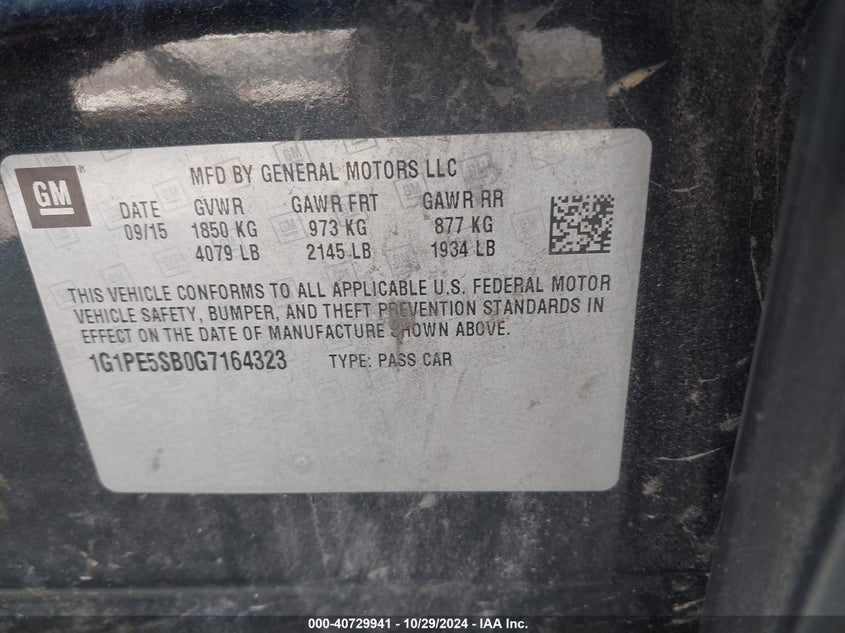 GM
MFD BY GENERAL MOTORS LLC
DATE GVWR GAWR FRT GAWR RR
09/15 1850 KG 973 KG 877 KG
4079 LB 2145 LB 1934 LB
THIS VEHICLE CONFORMS TO ALL APPLICABLE U.S. FEDERAL MOTOR
VEHICLE SAFETY, BUMPER, AND THEFT PREVENTION STANDARDS IN
EFFECT ON THE DATE OF MANUFACTURE SHOWN ABOVE.
1G1PE5SB0G7164323 TYPE: PASS CAR
000-40729941 - 10/29/2024 - IAA Inc.